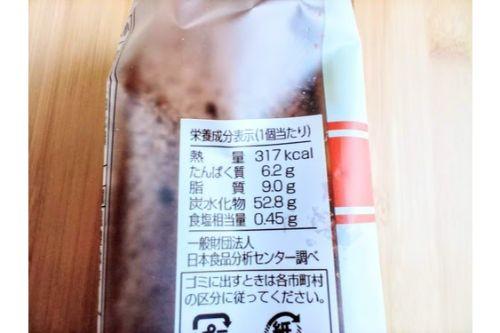 栄養成分表示(1個当たり)
熱量 317kcal
たんぱく質 6.2g
脂質 9.0g
炭水化物 52.8g
食塩相当量 0.45g
一般財団法人
日本食品分析センター調べ
ゴミに出すときは各市町村
の区分に従ってください。
紙